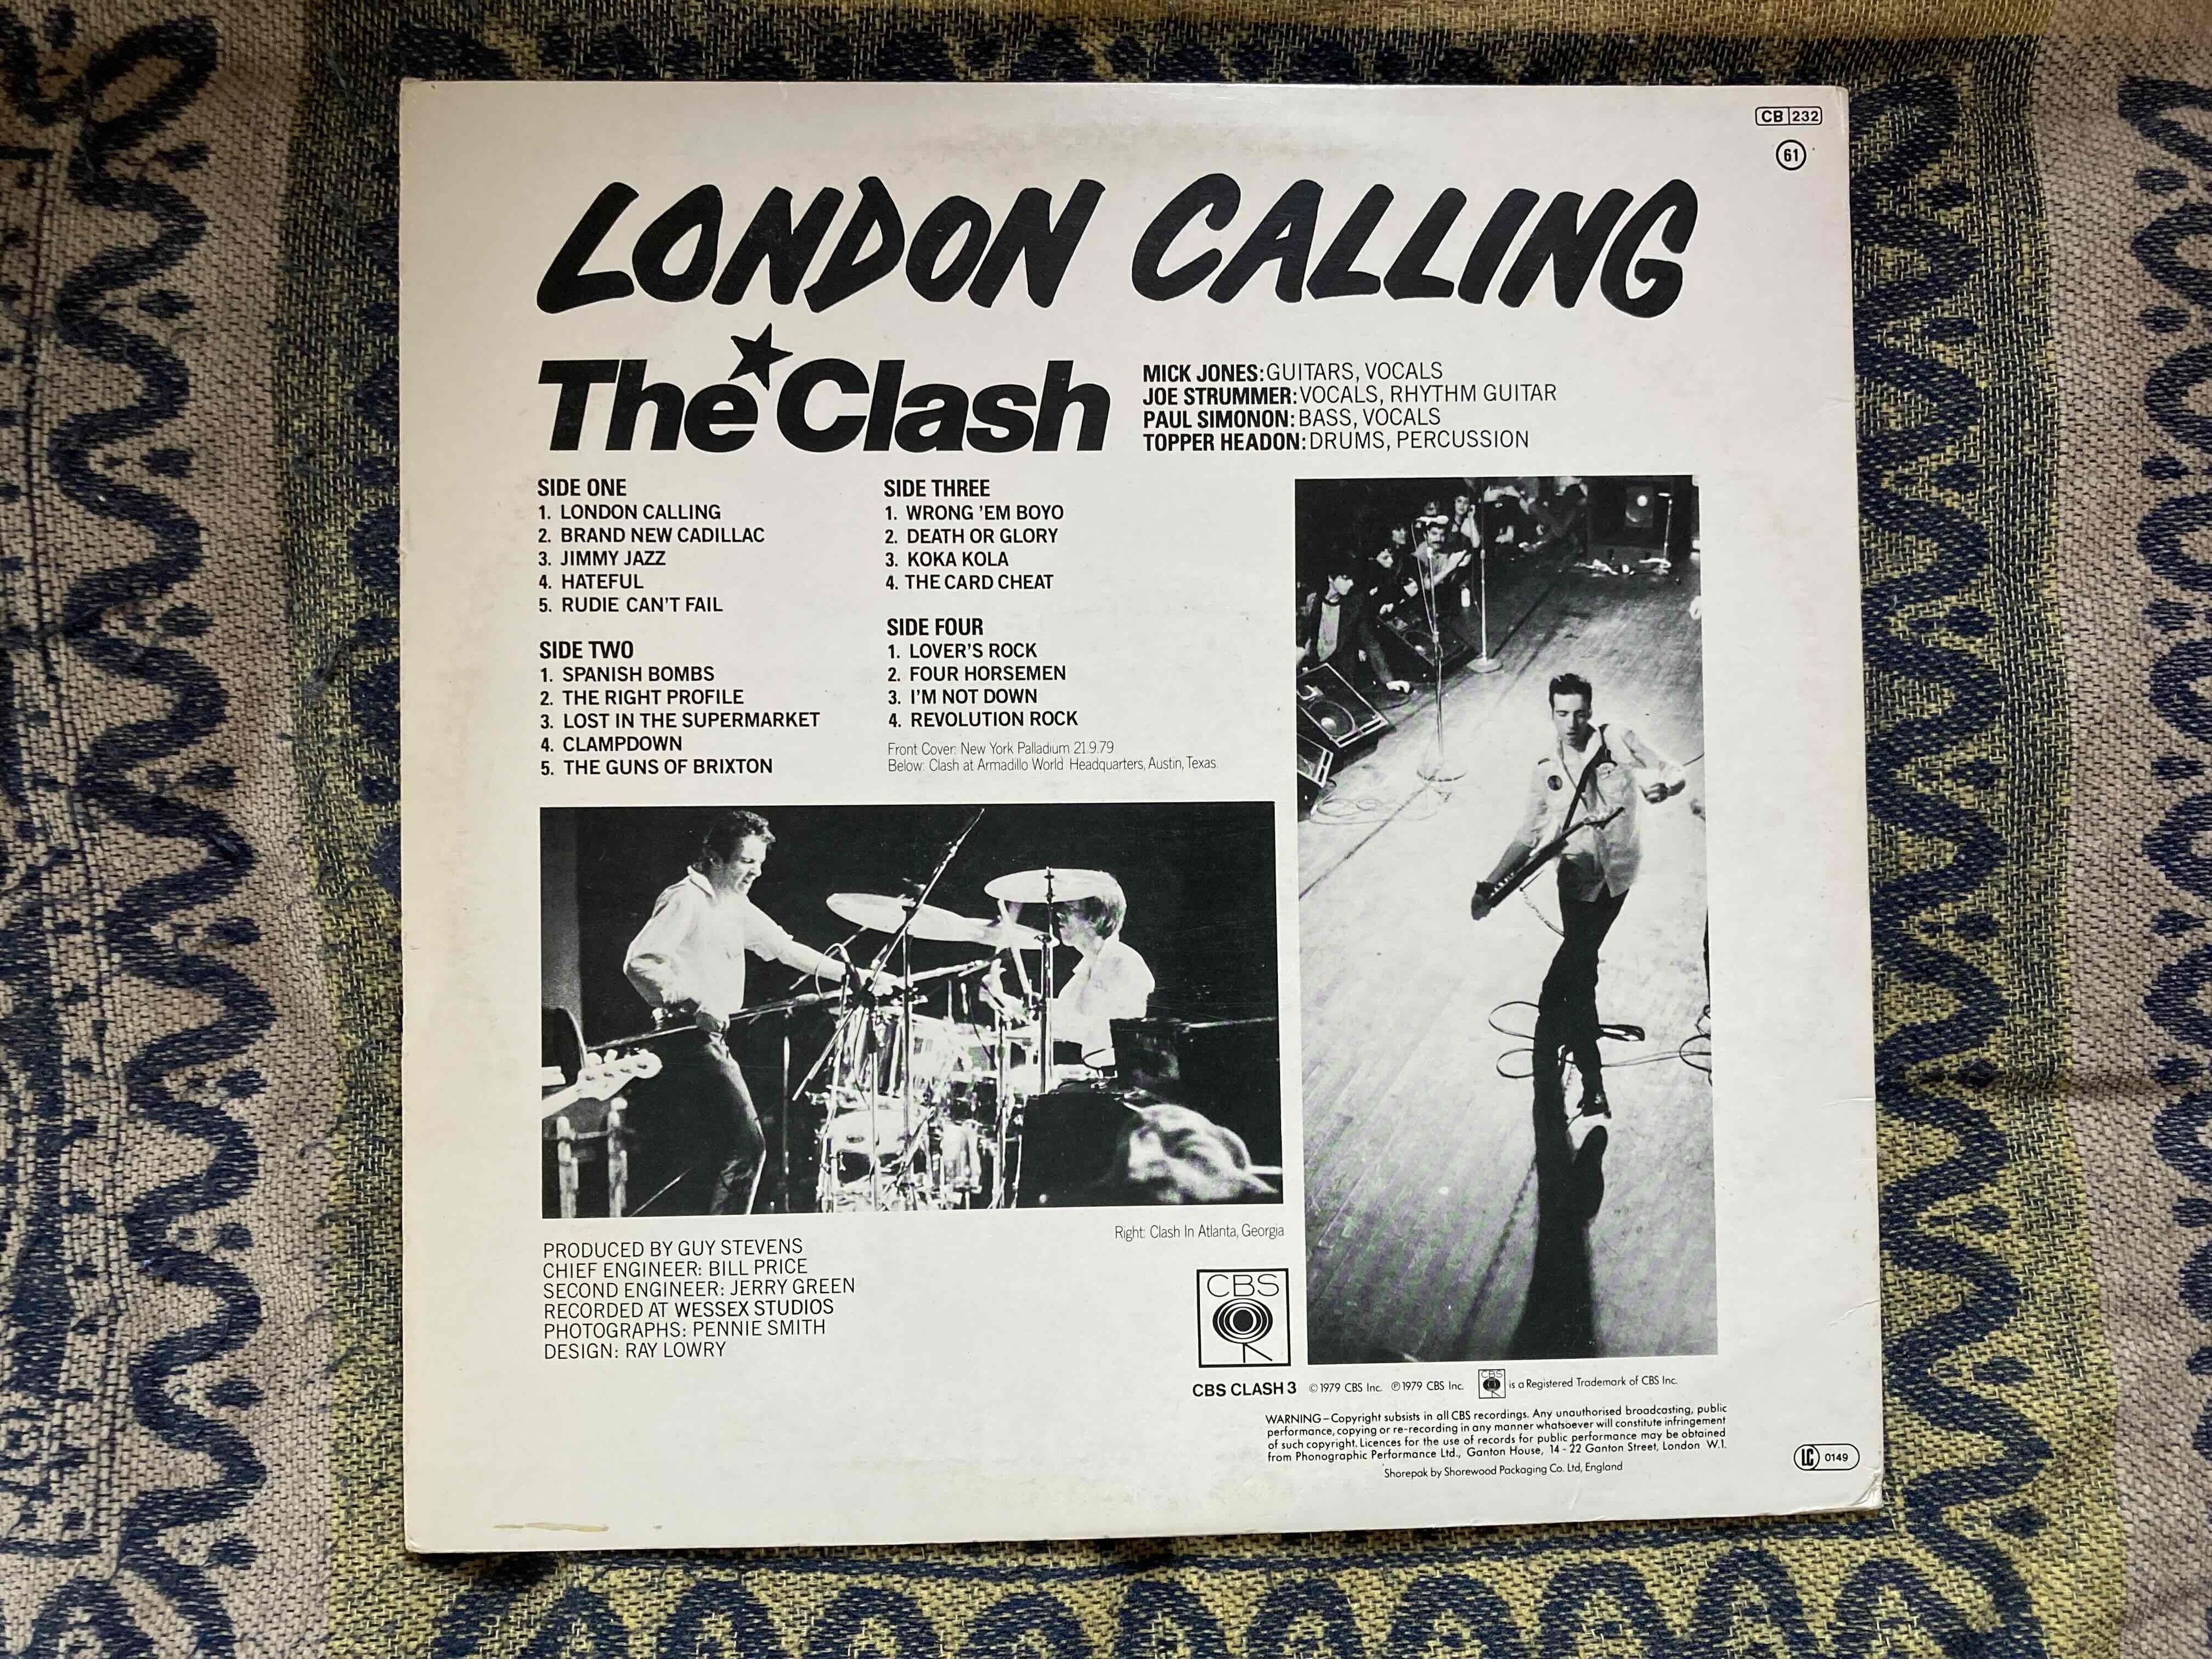 CB 232
61
LONDON CALLING
The Clash
MICK JONES: GUITARS, VOCALS
JOE STRUMMER: VOCALS, RHYTHM GUITAR
PAUL SIMONON: BASS, VOCALS
TOPPER HEADON: DRUMS, PERCUSSION
SIDE ONE
1. LONDON CALLING
2. BRAND NEW CADILLAC
3. JIMMY JAZZ
4. HATEFUL
5. RUDIE CAN'T FAIL
SIDE TWO
1. SPANISH BOMBS
2. THE RIGHT PROFILE
3. LOST IN THE SUPERMARKET
4. CLAMPDOWN
5. THE GUNS OF BRIXTON
SIDE THREE
1. WRONG 'EM BOYO
2. DEATH OR GLORY
3. KOKA KOLA
4. THE CARD CHEAT
SIDE FOUR
1. LOVER'S ROCK
2. FOUR HORSEMEN
3. I'M NOT DOWN
4. REVOLUTION ROCK
Front Cover: New York Palladium 21.9.79
Below: Clash at Armadillo World Headquarters, Austin, Texas.
Right: Clash In Atlanta, Georgia
PRODUCED BY GUY STEVENS
CHIEF ENGINEER: BILL PRICE
SECOND ENGINEER: JERRY GREEN
RECORDED AT WESSEX STUDIOS
PHOTOGRAPHS: PENNIE SMITH
DESIGN: RAY LOWRY
CBS
R
CBS CLASH 3 ©1979 CBS Inc. ℗1979 CBS Inc. CBS R is a Registered Trademark of CBS Inc.
WARNING – Copyright subsists in all CBS recordings. Any unauthorised broadcasting, public
performance, copying or re-recording in any manner whatsoever will constitute infringement
of such copyright. Licences for the use of records for public performance may be obtained
from Phonographic Performance Ltd., Ganton House, 14-22 Ganton Street, London W.1.
Shorepak by Shorewood Packaging Co. Ltd, England
LC 0149